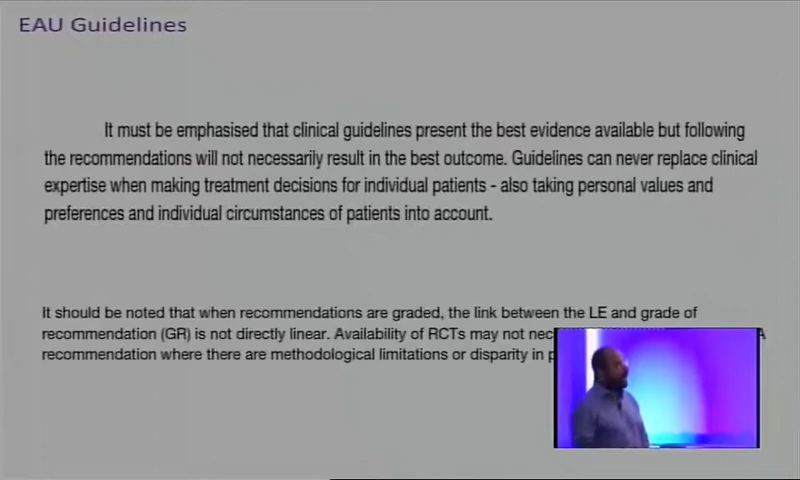 EAU Guidelines
It must be emphasised that clinical guidelines present the best evidence available but following
the recommendations will not necessarily result in the best outcome. Guidelines can never replace clinical
expertise when making treatment decisions for individual patients - also taking personal values and
preferences and individual circumstances of patients into account.
It should be noted that when recommendations are graded, the link between the LE and grade of
recommendation (GR) is not directly linear. Availability of RCTs may not A
recommendation where there are methodological limitations or disparity in